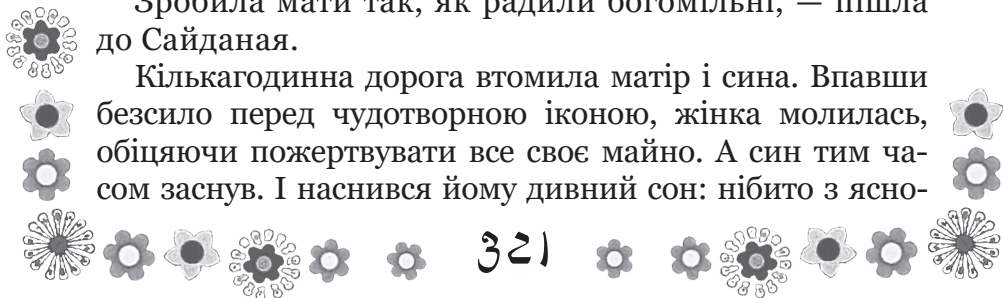 Зробила мати так, як радили богомільні, — пішла
до Сайданая.
Кількагодинна дорога втомила матір і сина. Впавши
безсило перед чудотворною іконою, жінка молилась,
обіцяючи пожертвувати все своє майно. А син тим ча-
сом заснув. І наснився йому дивний сон: нібито з ясно-
321